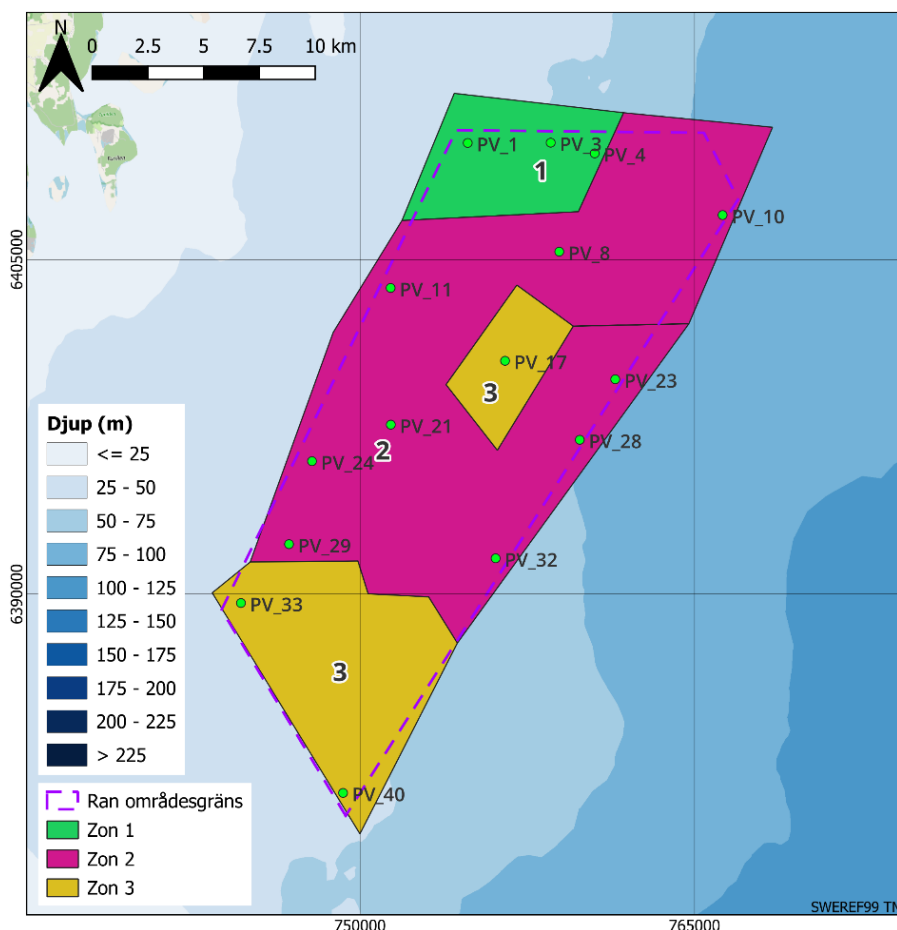 N
0 2.5 5 7.5 10 km
PV_1
PV_3
PV_4
1
PV_10
6405000
PV_8
PV_11
PV_17
PV_23
3
PV_21
PV_28
2
PV_24
PV_29
PV_32
6390000
PV_33
3
PV_40
Djup (m)
<= 25
25 - 50
50 - 75
75 - 100
100 - 125
125 - 150
150 - 175
175 - 200
200 - 225
> 225
Ran områdesgräns
Zon 1
Zon 2
Zon 3
SWEREF99 TM
750000 765000